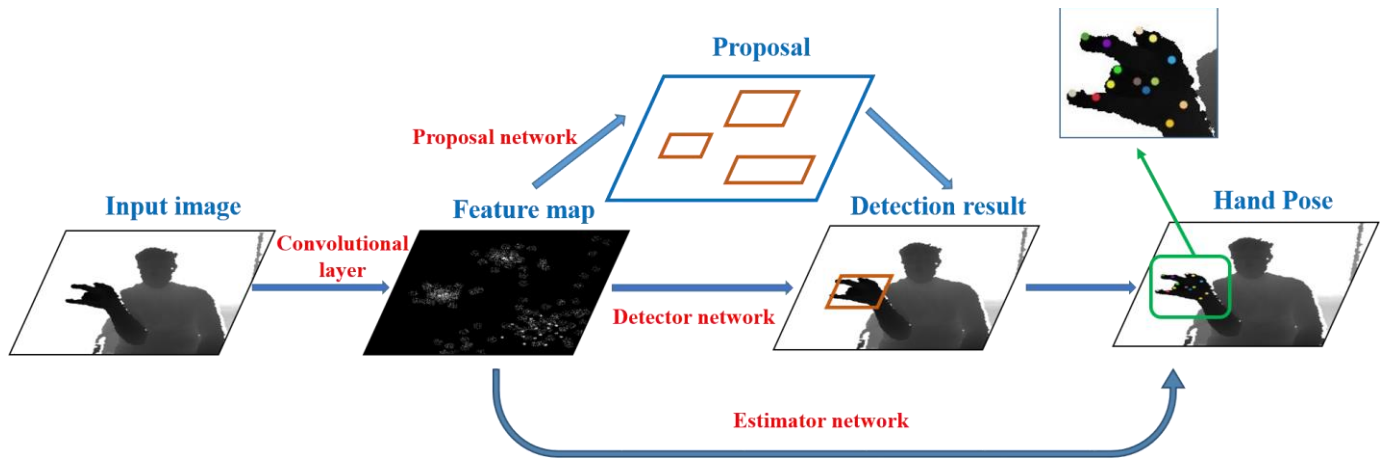 Proposal
Proposal network
Input image
Feature map
Detection result
Hand Pose
Convolutional
layer
Detector network
Estimator network